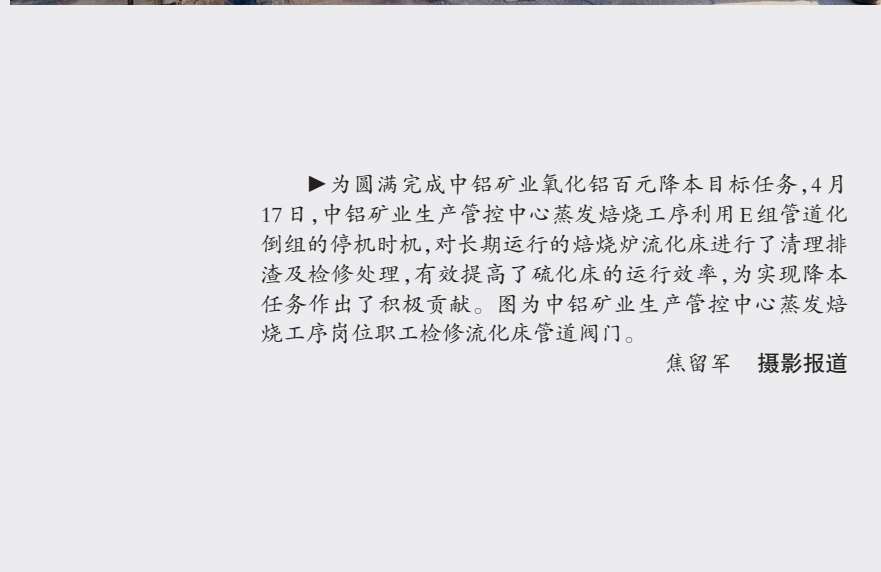 ▶为圆满完成中铝矿业氧化铝百元降本目标任务,4月
17日,中铝矿业生产管控中心蒸发焙烧工序利用E组管道化
倒组的停机时机,对长期运行的焙烧炉流化床进行了清理排
渣及检修处理,有效提高了硫化床的运行效率,为实现降本
任务作出了积极贡献。图为中铝矿业生产管控中心蒸发焙
烧工序岗位职工检修流化床管道阀门。
焦留军　摄影报道